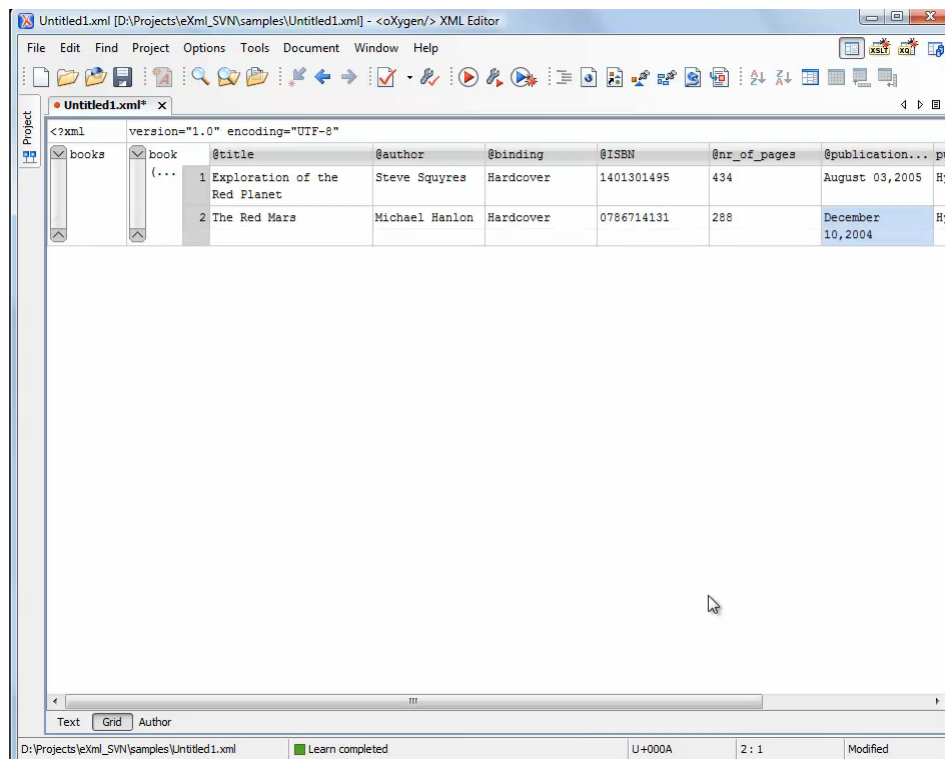 Untitled1.xml [D:\Projects\eXml_SVN\samples\Untitled1.xml] - <oXygen/> XML Editor
File Edit Find Project Options Tools Document Window Help
XSLT XQ
Untitled1.xml*
Project
<?xml version="1.0" encoding="UTF-8"
books book @title @author @binding @ISBN @nr_of_pages @publication...
(... 1 Exploration of the Steve Squyres Hardcover 1401301495 434 August 03,2005
Red Planet
2 The Red Mars Michael Hanlon Hardcover 0786714131 288 December
10,2004
Text Grid Author
D:\Projects\eXml_SVN\samples\Untitled1.xml Learn completed U+000A 2 : 1 Modified